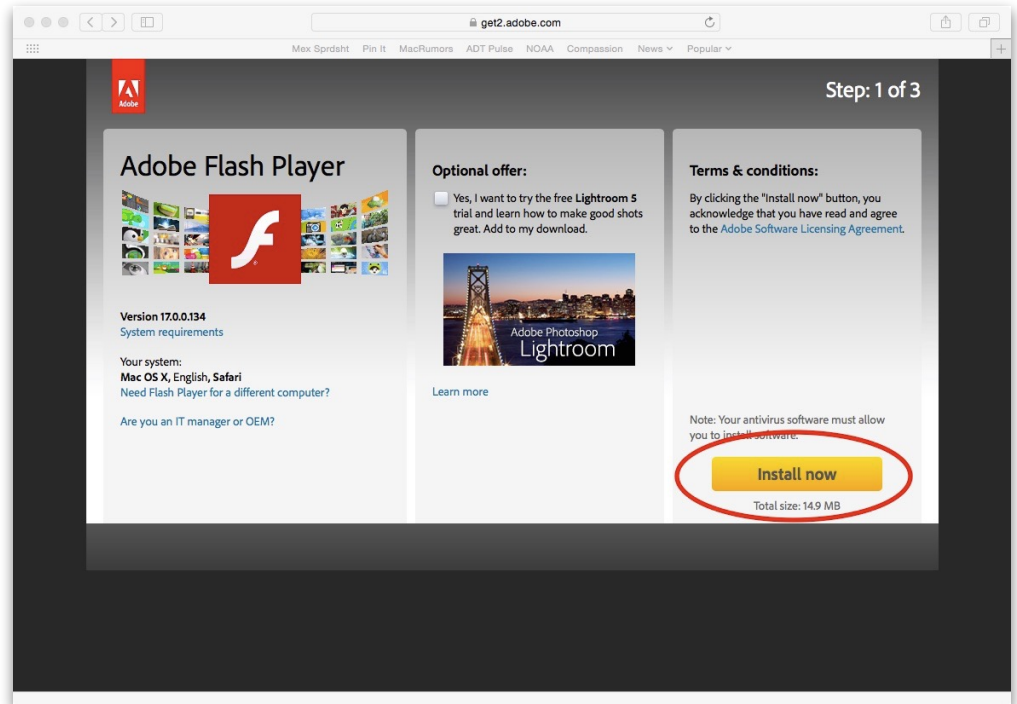 get2.adobe.com
Mex Sprdsht Pin It MacRumors ADT Pulse NOAA Compassion News Popular
Adobe
Step: 1 of 3
Adobe Flash Player
Version 17.0.0.134
System requirements
Your system:
Mac OS X, English, Safari
Need Flash Player for a different computer?
Are you an IT manager or OEM?
Optional offer:
Yes, I want to try the free Lightroom 5
trial and learn how to make good shots
great. Add to my download.
Adobe Photoshop
Lightroom
Learn more
Terms & conditions:
By clicking the "Install now" button, you
acknowledge that you have read and agree
to the Adobe Software Licensing Agreement.
Note: Your antivirus software must allow
you to install software.
Install now
Total size: 14.9 MB